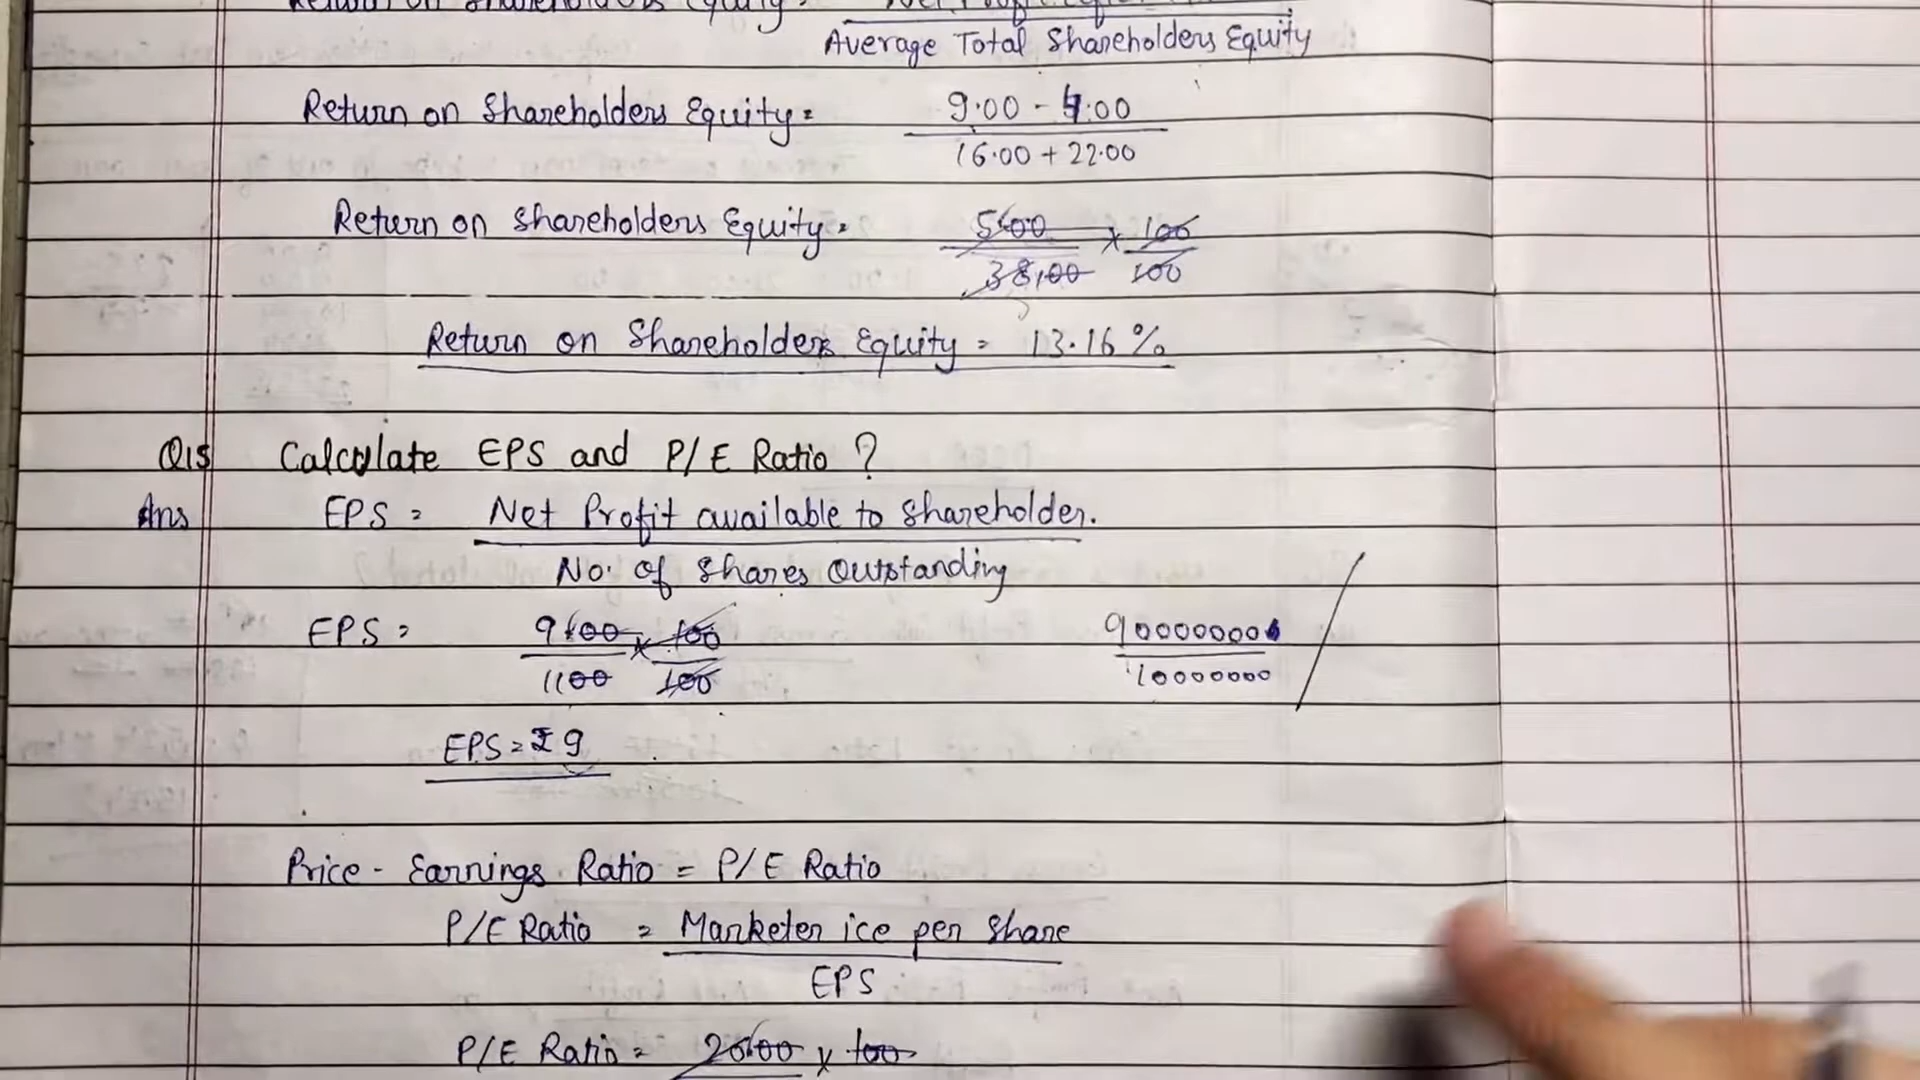 Average Total Shareholders Equity
Return on Shareholders Equity = 9.00 - 4.00
16.00 + 22.00
Return on Shareholders Equity = 5.00 × 100
38.00 100
Return on Shareholders Equity = 13.16 %
Q15 Calculate EPS and P/E Ratio ?
Ans EPS = Net Profit available to Shareholder.
No. of Shares Outstanding
EPS = 9.00 × 100 900000000
1.00 100 10000000
EPS = ₹ 9
Price - Earnings Ratio = P/E Ratio
P/E Ratio = Marketer ice per Share
EPS
P/E Ratio = × 100